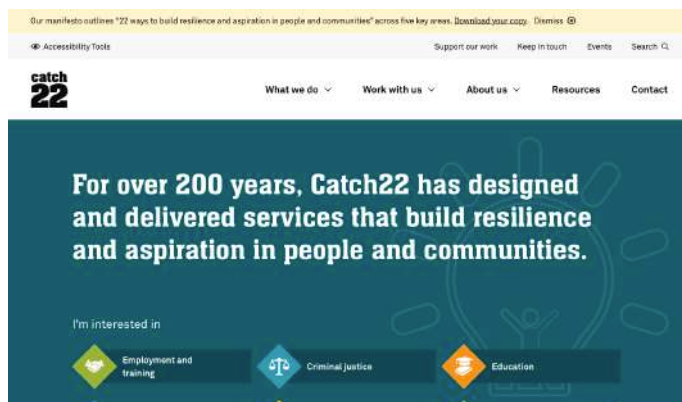 Our manifesto outlines "22 ways to build resilience and aspiration in people and communities" across five key areas. Download your copy. Dismiss
Accessibility Tools
Support our work Keep in touch Events Search
catch
22
What we do Work with us About us Resources Contact
For over 200 years, Catch22 has designed
and delivered services that build resilience
and aspiration in people and communities.
I'm interested in
Employment and
training
Criminal justice
Education